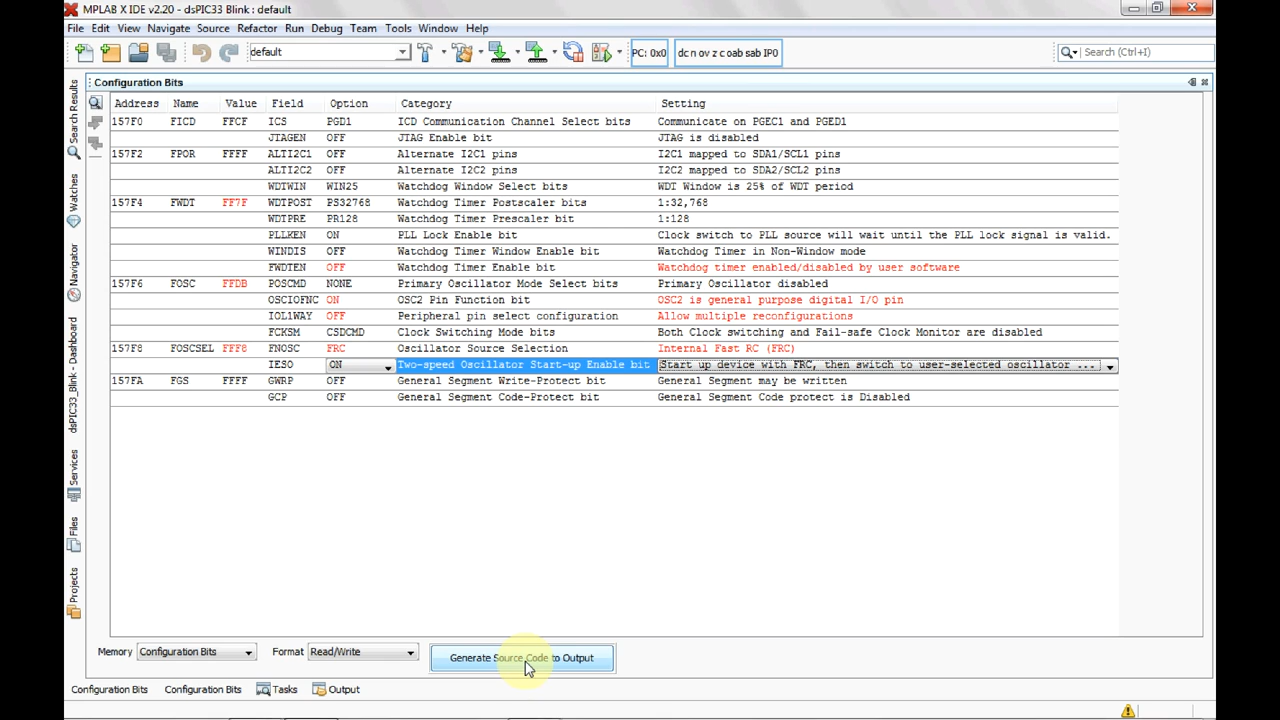 MPLAB X IDE v2.20 - dsPIC33 Blink : default
File Edit View Navigate Source Refactor Run Debug Team Tools Window Help
default PC: 0x0 dc n ov z c oab sab IP0 Search (Ctrl+I)
Configuration Bits
Search Results
Watches
Navigator
dsPIC33_Blink - Dashboard
Services
Files
Projects
Address Name Value Field Option Category Setting
157F0 FICD FFCF ICS PGD1 ICD Communication Channel Select bits Communicate on PGEC1 and PGED1
JTAGEN OFF JTAG Enable bit JTAG is disabled
157F2 FPOR FFFF ALTI2C1 OFF Alternate I2C1 pins I2C1 mapped to SDA1/SCL1 pins
ALTI2C2 OFF Alternate I2C2 pins I2C2 mapped to SDA2/SCL2 pins
WDTWIN WIN25 Watchdog Window Select bits WDT Window is 25% of WDT period
157F4 FWDT FF7F WDTPOST PS32768 Watchdog Timer Postscaler bits 1:32,768
WDTPRE PR128 Watchdog Timer Prescaler bit 1:128
PLLKEN ON PLL Lock Enable bit Clock switch to PLL source will wait until the PLL lock signal is valid.
WINDIS OFF Watchdog Timer Window Enable bit Watchdog Timer in Non-Window mode
FWDTEN OFF Watchdog Timer Enable bit Watchdog timer enabled/disabled by user software
157F6 FOSC FFDB POSCMD NONE Primary Oscillator Mode Select bits Primary Oscillator disabled
OSCIOFNC ON OSC2 Pin Function bit OSC2 is general purpose digital I/O pin
IOL1WAY OFF Peripheral pin select configuration Allow multiple reconfigurations
FCKSM CSDCMD Clock Switching Mode bits Both Clock switching and Fail-safe Clock Monitor are disabled
157F8 FOSCSEL FFF8 FNOSC FRC Oscillator Source Selection Internal Fast RC (FRC)
IESO ON Two-speed Oscillator Start-up Enable bit Start up device with FRC, then switch to user-selected oscillator ...
157FA FGS FFFF GWRP OFF General Segment Write-Protect bit General Segment may be written
GCP OFF General Segment Code-Protect bit General Segment Code protect is Disabled
Memory Configuration Bits Format Read/Write Generate Source Code to Output
Configuration Bits Configuration Bits Tasks Output